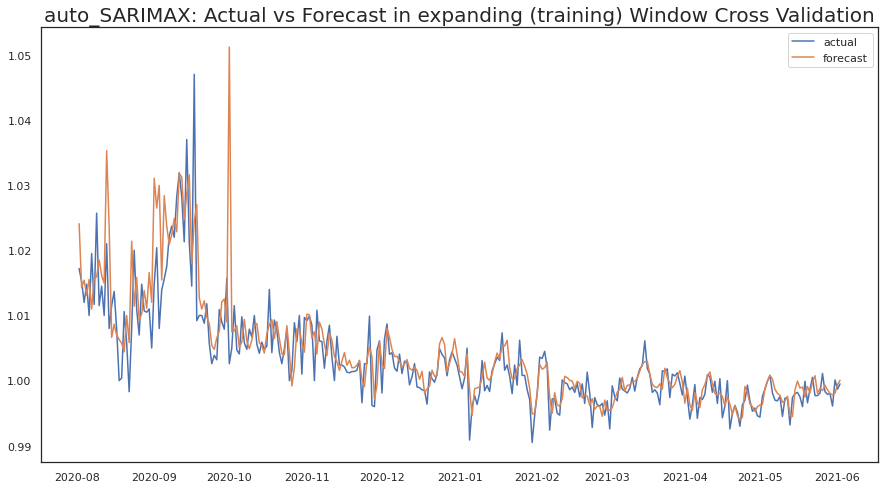 auto_SARIMAX: Actual vs Forecast in expanding (training) Window Cross Validation
actual
forecast
1.05
1.04
1.03
1.02
1.01
1.00
0.99
2020-08 2020-09 2020-10 2020-11 2020-12 2021-01 2021-02 2021-03 2021-04 2021-05 2021-06